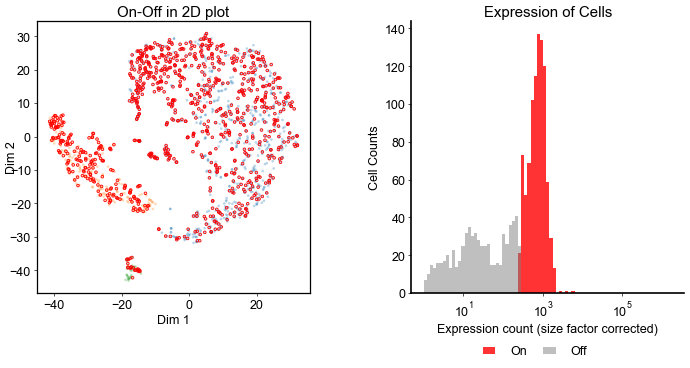 On-Off in 2D plot
30
20
10
0
−10
−20
−30
−40
Dim 2
−40
−20
0
20
Dim 1
Expression of Cells
140
120
100
80
60
40
20
0
Cell Counts
10^1
10^3
10^5
Expression count (size factor corrected)
On
Off